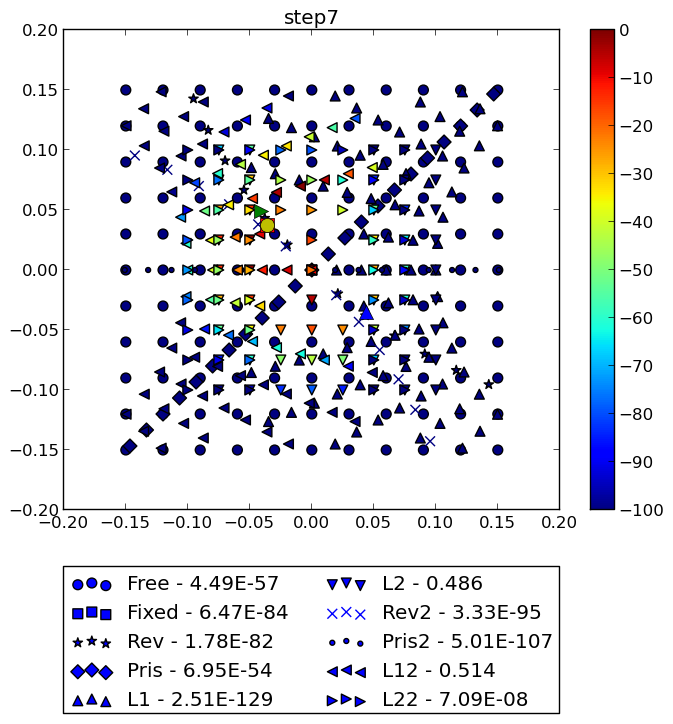 step7
0.20
0.15
0.10
0.05
0.00
−0.05
−0.10
−0.15
−0.20
−0.20 −0.15 −0.10 −0.05 0.00 0.05 0.10 0.15 0.20
0
−10
−20
−30
−40
−50
−60
−70
−80
−90
−100
Free - 4.49E-57
Fixed - 6.47E-84
Rev - 1.78E-82
Pris - 6.95E-54
L1 - 2.51E-129
L2 - 0.486
Rev2 - 3.33E-95
Pris2 - 5.01E-107
L12 - 0.514
L22 - 7.09E-08